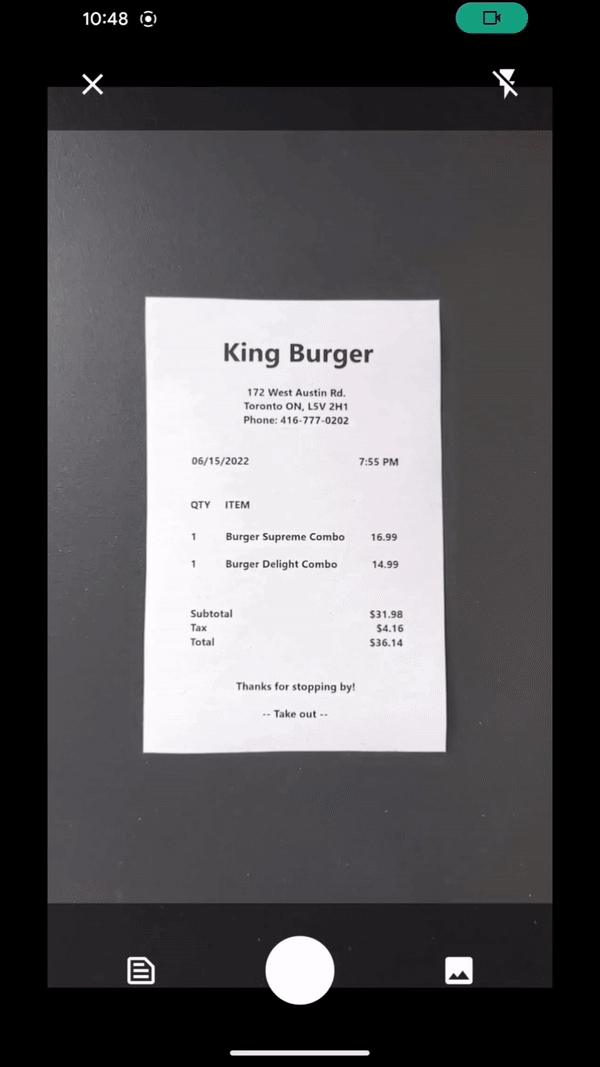 10:48
King Burger
172 West Austin Rd.
Toronto ON, L5V 2H1
Phone: 416-777-0202
06/15/2022 7:55 PM
QTY ITEM
1 Burger Supreme Combo 16.99
1 Burger Delight Combo 14.99
Subtotal $31.98
Tax $4.16
Total $36.14
Thanks for stopping by!
-- Take out --